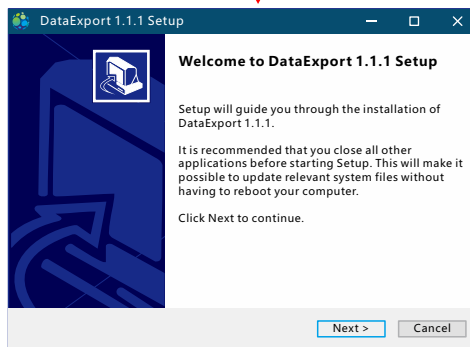 DataExport 1.1.1 Setup
Welcome to DataExport 1.1.1 Setup
Setup will guide you through the installation of
DataExport 1.1.1.
It is recommended that you close all other
applications before starting Setup. This will make it
possible to update relevant system files without
having to reboot your computer.
Click Next to continue.
Next >
Cancel